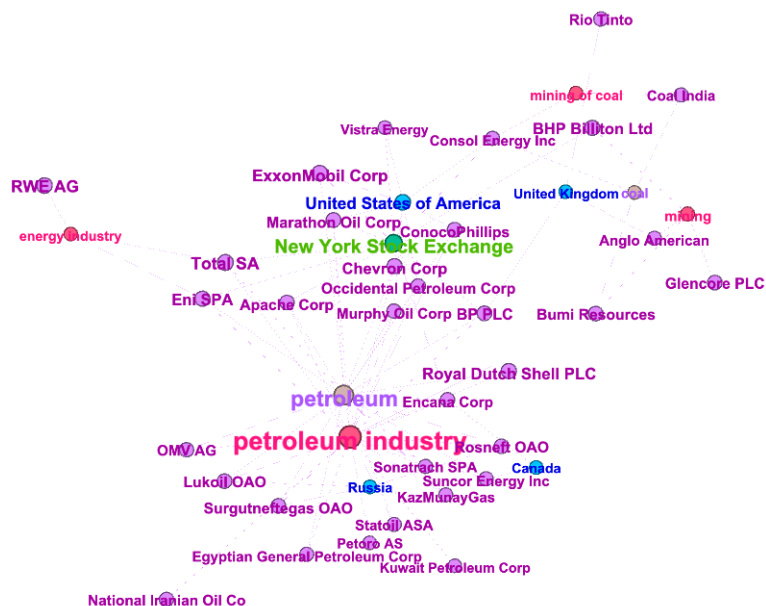 Rio Tinto
mining of coal
Coal India
Vistra Energy
Consol Energy Inc
BHP Billiton Ltd
ExxonMobil Corp
RWE AG
United States of America
United Kingdom
coal
Marathon Oil Corp
ConocoPhillips
mining
energy industry
New York Stock Exchange
Anglo American
Total SA
Chevron Corp
Glencore PLC
Occidental Petroleum Corp
Eni SPA
Apache Corp
Murphy Oil Corp
BP PLC
Bumi Resources
Royal Dutch Shell PLC
petroleum
Encana Corp
petroleum industry
OMV AG
Rosneft OAO
Sonatrach SPA
Canada
Lukoil OAO
Suncor Energy Inc
Russia
KazMunayGas
Surgutneftegas OAO
Statoil ASA
Petoro AS
Egyptian General Petroleum Corp
Kuwait Petroleum Corp
National Iranian Oil Co